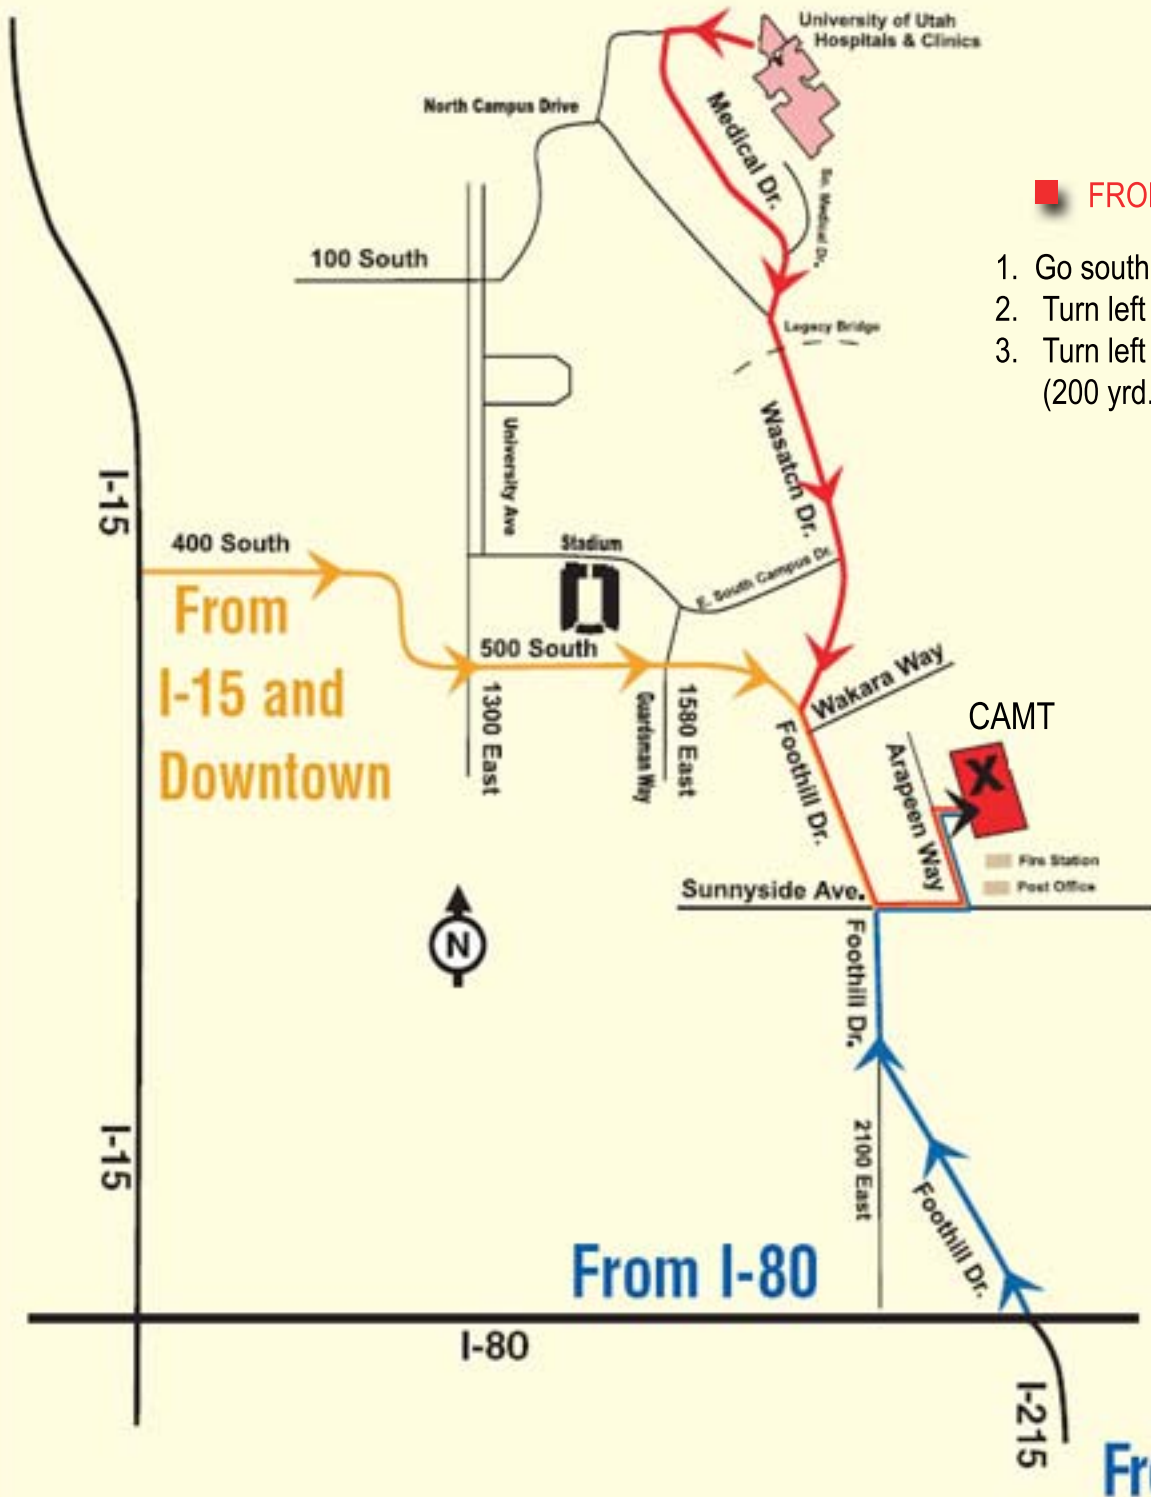 University of Utah
Hospitals & Clinics
North Campus Drive
Medical Dr.
So. Medical Dr.
100 South
Legacy Bridge
1. Go south
2. Turn left
3. Turn left
(200 yrd.
University Ave
Wasatch Dr.
I-15
400 South
Stadium
E. South Campus Dr.
From
I-15 and
Downtown
500 South
1300 East
Guardsman Way
1580 East
Wakara Way
Foothill Dr.
CAMT
X
Arapeen Way
Fire Station
Post Office
Sunnyside Ave.
N
Foothill Dr.
I-15
2100 East
Foothill Dr.
From I-80
I-80
I-215